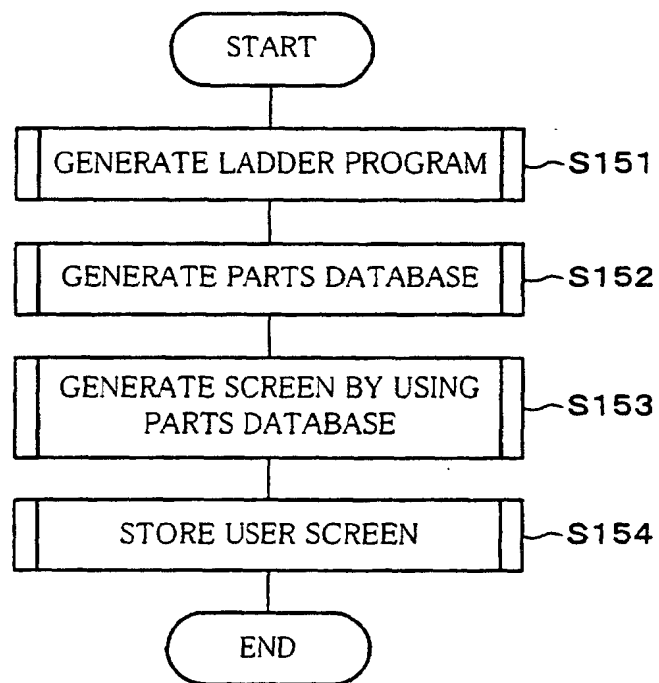 START
GENERATE LADDER PROGRAM S151
GENERATE PARTS DATABASE S152
GENERATE SCREEN BY USING
PARTS DATABASE S153
STORE USER SCREEN S154
END